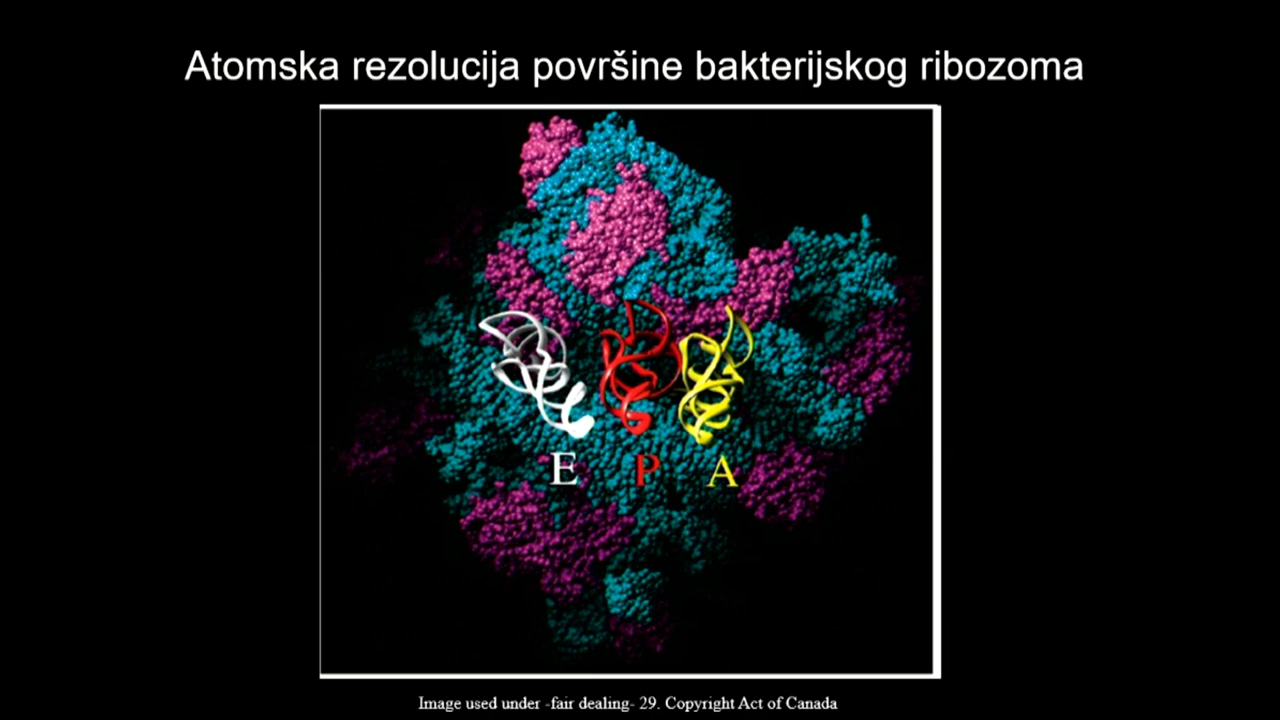 Atomska rezolucija površine bakterijskog ribozoma
E P A
Image used under -fair dealing- 29. Copyright Act of Canada